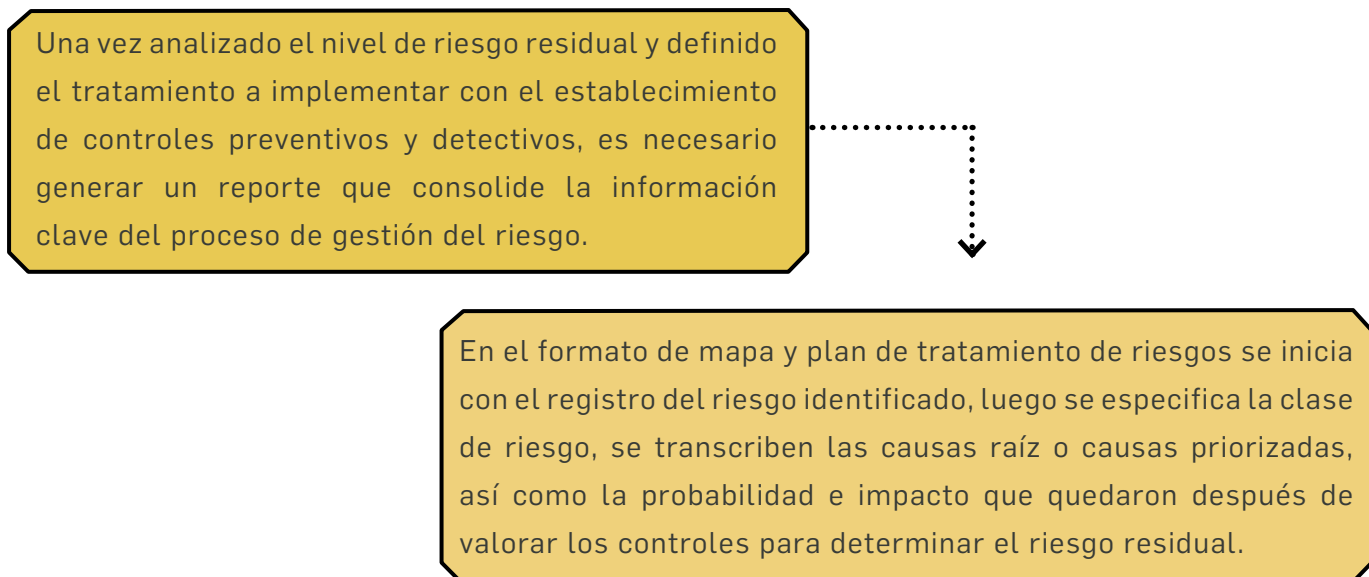 Una vez analizado el nivel de riesgo residual y definido
el tratamiento a implementar con el establecimiento
de controles preventivos y detectivos, es necesario
generar un reporte que consolide la información
clave del proceso de gestión del riesgo.
En el formato de mapa y plan de tratamiento de riesgos se inicia
con el registro del riesgo identificado, luego se especifica la clase
de riesgo, se transcriben las causas raíz o causas priorizadas,
así como la probabilidad e impacto que quedaron después de
valorar los controles para determinar el riesgo residual.